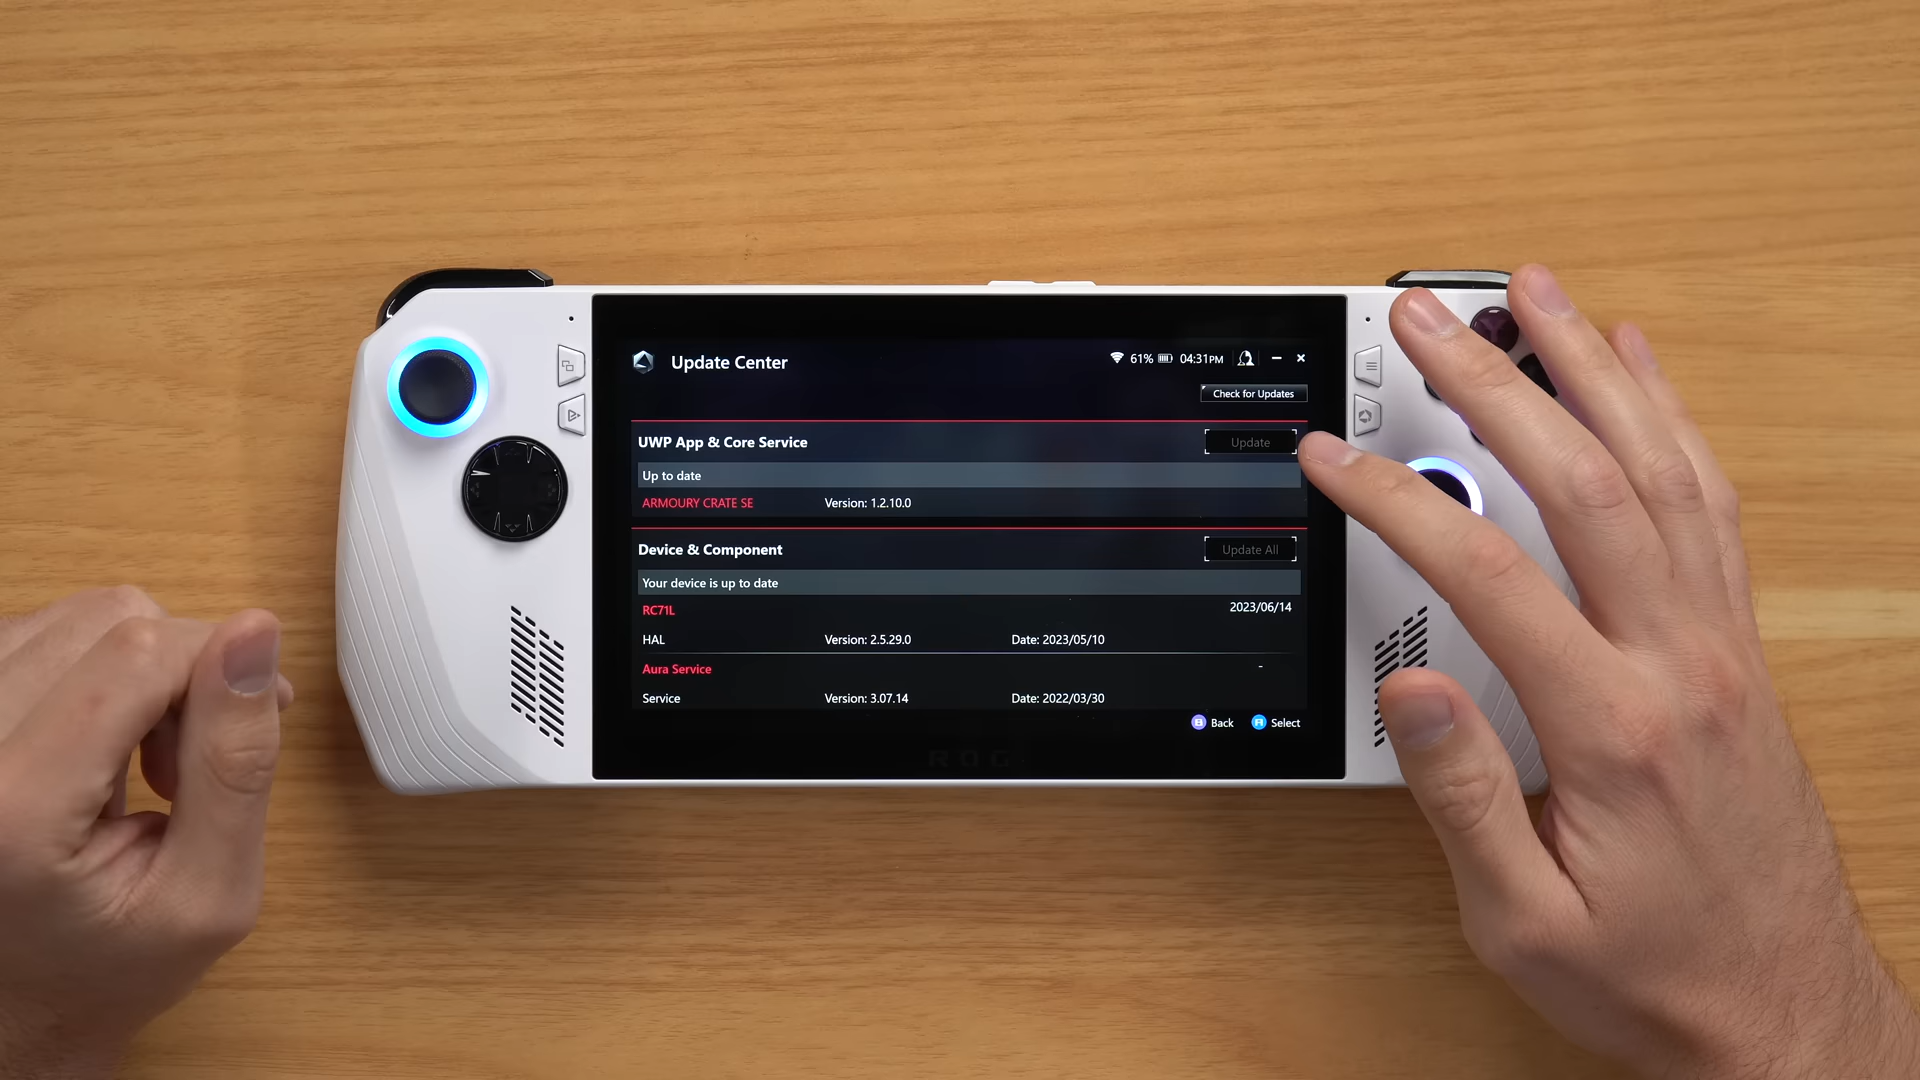 Update Center
61% 04:31PM
Check for Updates
UWP App & Core Service
Update
Up to date
ARMOURY CRATE SE Version: 1.2.10.0
Device & Component
Update All
Your device is up to date
RC71L 2023/06/14
HAL Version: 2.5.29.0 Date: 2023/05/10
Aura Service -
Service Version: 3.07.14 Date: 2022/03/30
B Back A Select
ROG
Y